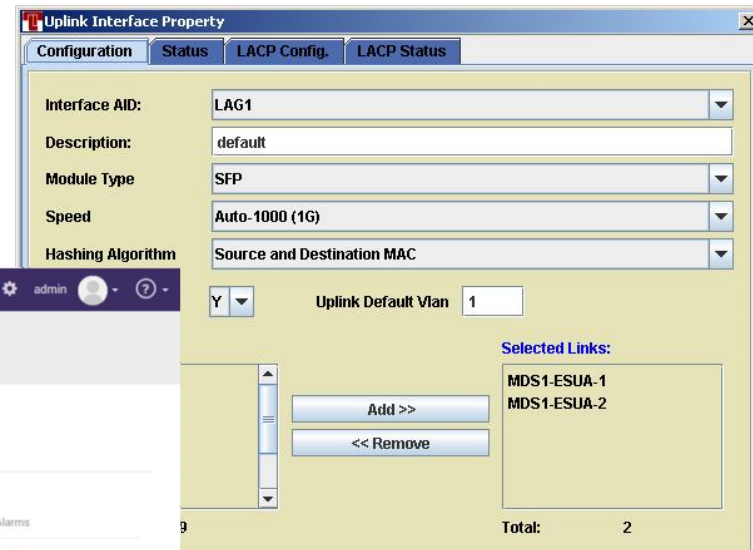 Uplink Interface Property
Configuration Status LACP Config. LACP Status
Interface AID: LAG1
Description: default
Module Type SFP
Speed Auto-1000 (1G)
Hashing Algorithm Source and Destination MAC
admin
Y Uplink Default Vlan 1
Selected Links:
MDS1-ESUA-1
MDS1-ESUA-2
Add >>
<< Remove
Alarms
9 Total: 2